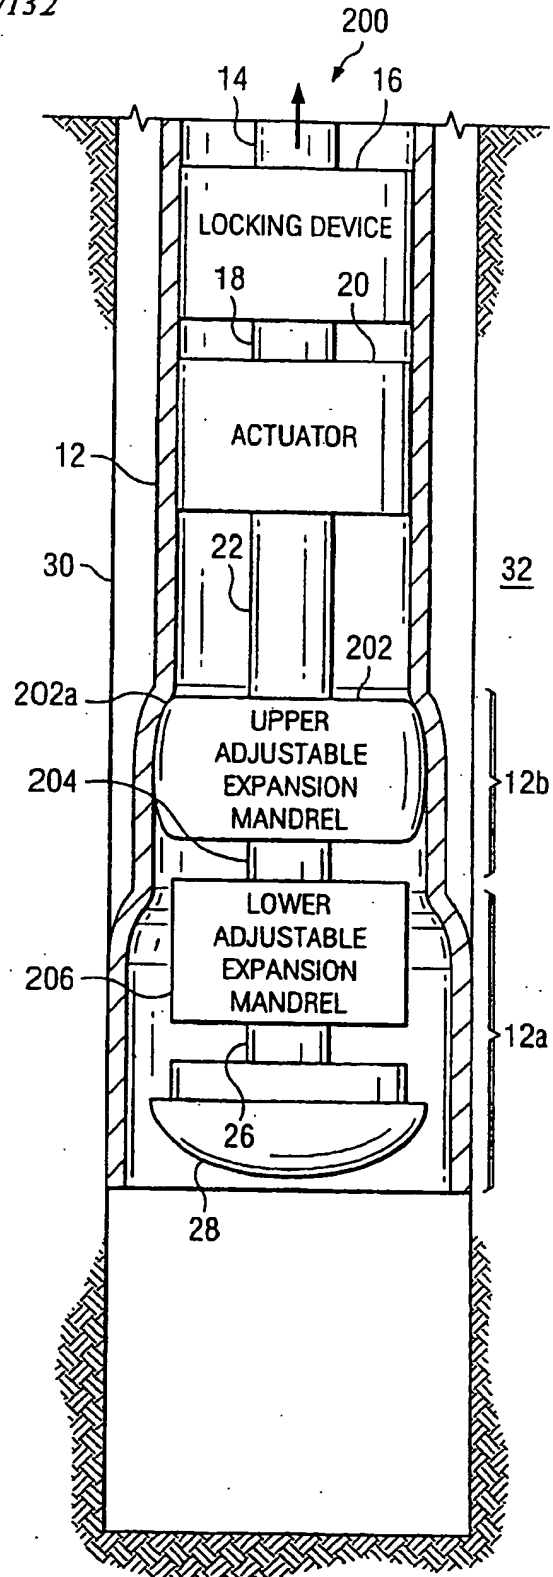 /132
200
14
16
LOCKING DEVICE
18
20
ACTUATOR
12
22
30
32
202
202a
UPPER
ADJUSTABLE
EXPANSION
MANDREL
204
12b
LOWER
ADJUSTABLE
EXPANSION
MANDREL
206
12a
26
28